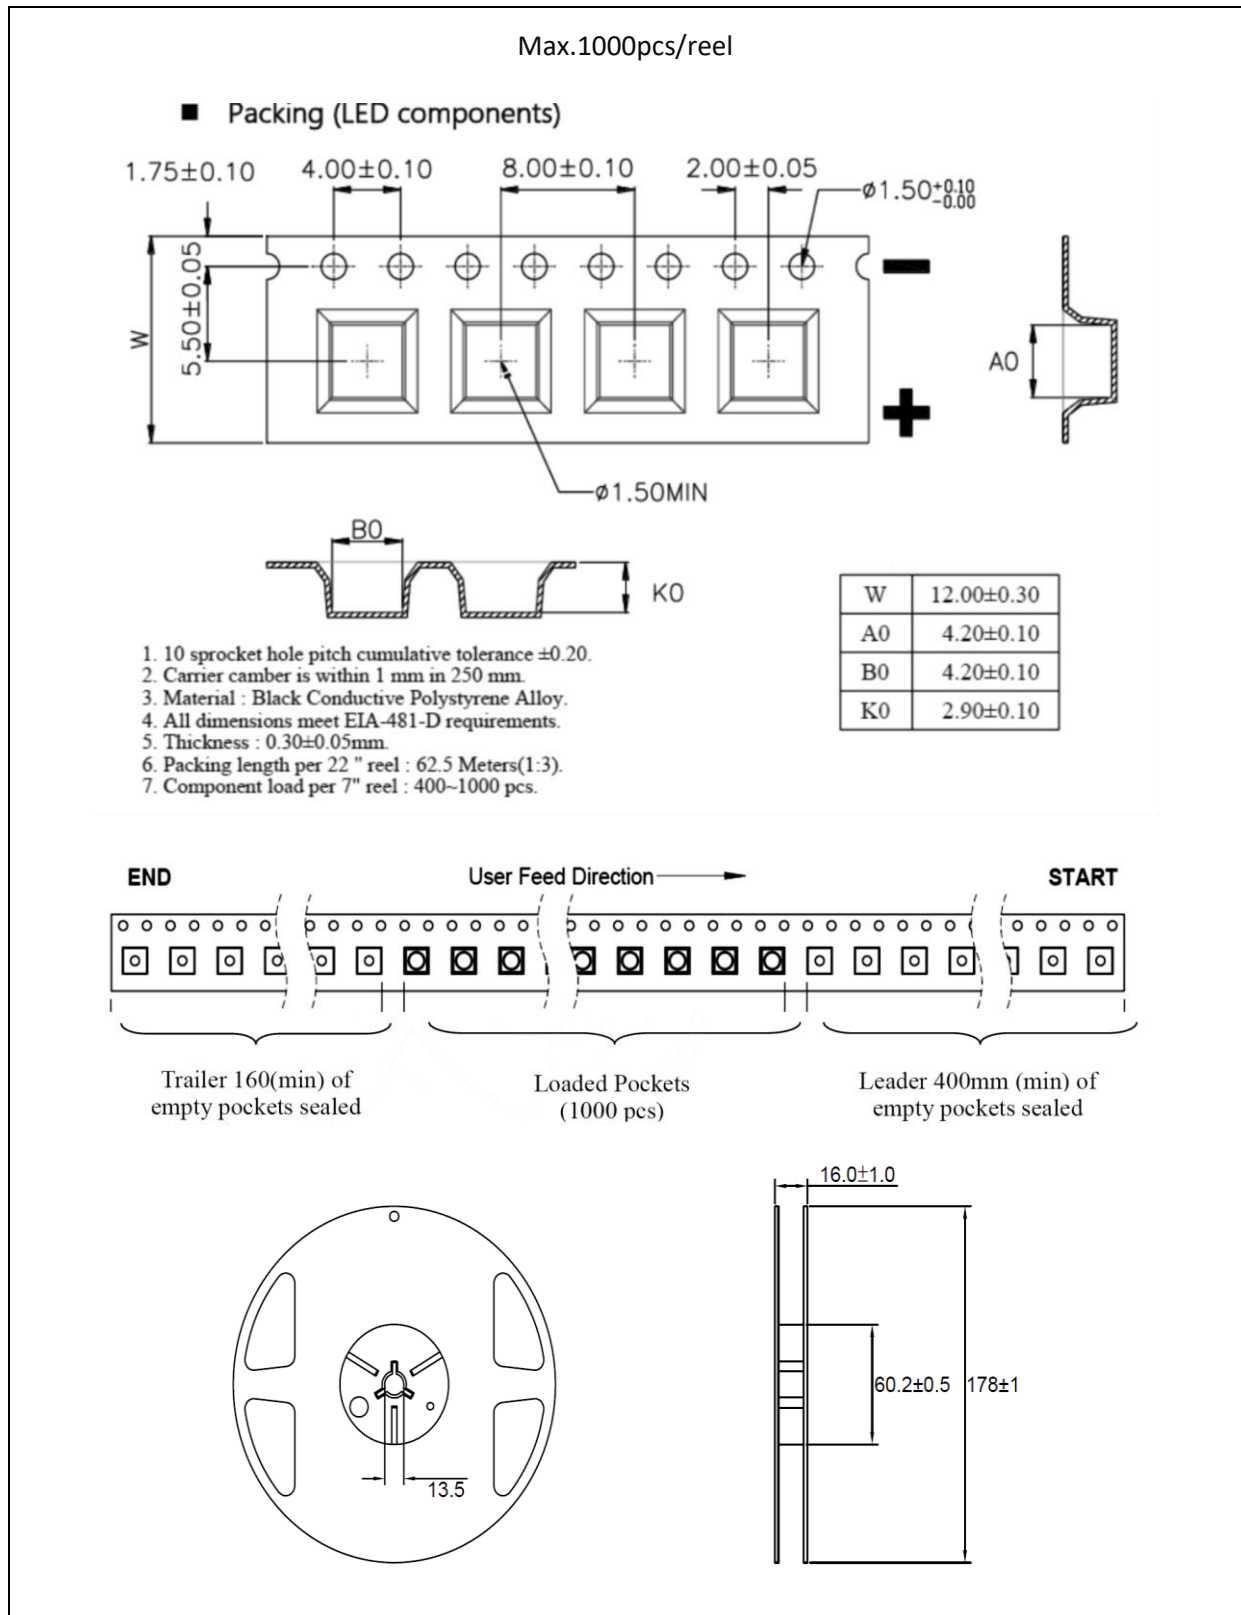 Max.1000pcs/reel
■ Packing (LED components)
1.75±0.10
4.00±0.10
8.00±0.10
2.00±0.05
ø1.50+0.10
-0.00
W
5.50±0.05
A0
ø1.50MIN
B0
K0
W 12.00±0.30
A0 4.20±0.10
B0 4.20±0.10
K0 2.90±0.10
1. 10 sprocket hole pitch cumulative tolerance ±0.20.
2. Carrier camber is within 1 mm in 250 mm.
3. Material : Black Conductive Polystyrene Alloy.
4. All dimensions meet EIA-481-D requirements.
5. Thickness : 0.30±0.05mm.
6. Packing length per 22 " reel : 62.5 Meters(1:3).
7. Component load per 7" reel : 400~1000 pcs.
END
User Feed Direction
START
Trailer 160(min) of
empty pockets sealed
Loaded Pockets
(1000 pcs)
Leader 400mm (min) of
empty pockets sealed
16.0±1.0
60.2±0.5
178±1
13.5